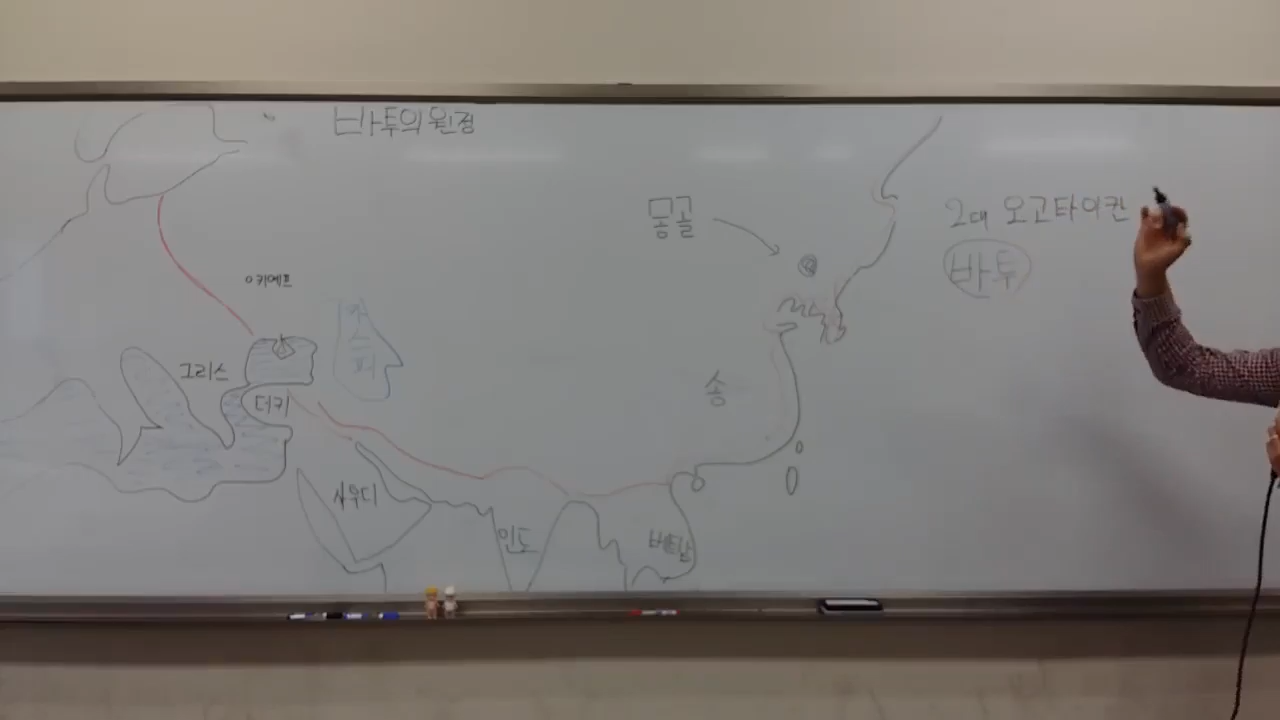 바투의 원정
몽골
2대 오고타이칸
바투
키예프
카스피
그리스
터키
송
사우디
인도
베트남